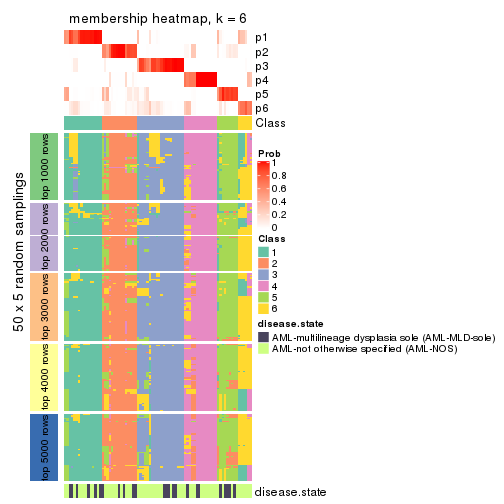 membership heatmap, k = 6
p1
p2
p3
p4
p5
p6
Class
50 x 5 random samplings
top 1000 rows
top 2000 rows
top 3000 rows
top 4000 rows
top 5000 rows
Prob
1
0.8
0.6
0.4
0.2
0
Class
1
2
3
4
5
6
disease.state
AML-multilineage dysplasia sole (AML-MLD-sole)
AML-not otherwise specified (AML-NOS)
disease.state